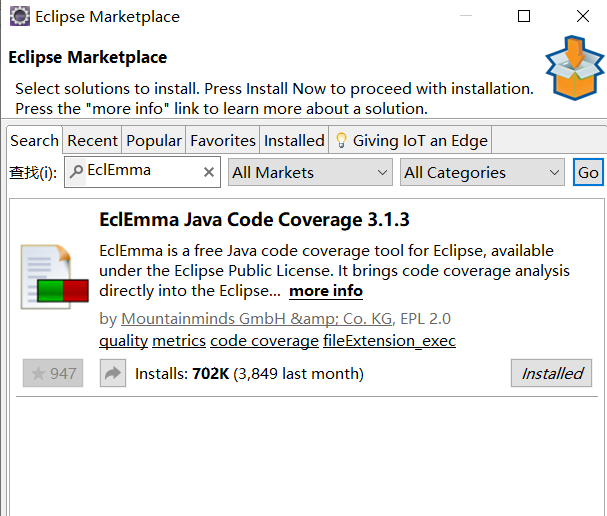 Eclipse Marketplace
Eclipse Marketplace
Select solutions to install. Press Install Now to proceed with installation.
Press the "more info" link to learn more about a solution.
Search Recent Popular Favorites Installed Giving IoT an Edge
查找(i): EclEmma All Markets All Categories Go
EclEmma Java Code Coverage 3.1.3
EclEmma is a free Java code coverage tool for Eclipse, available
under the Eclipse Public License. It brings code coverage analysis
directly into the Eclipse... more info
by Mountainminds GmbH &amp; Co. KG, EPL 2.0
quality metrics code coverage fileExtension_exec
947 Installs: 702K (3,849 last month) Installed